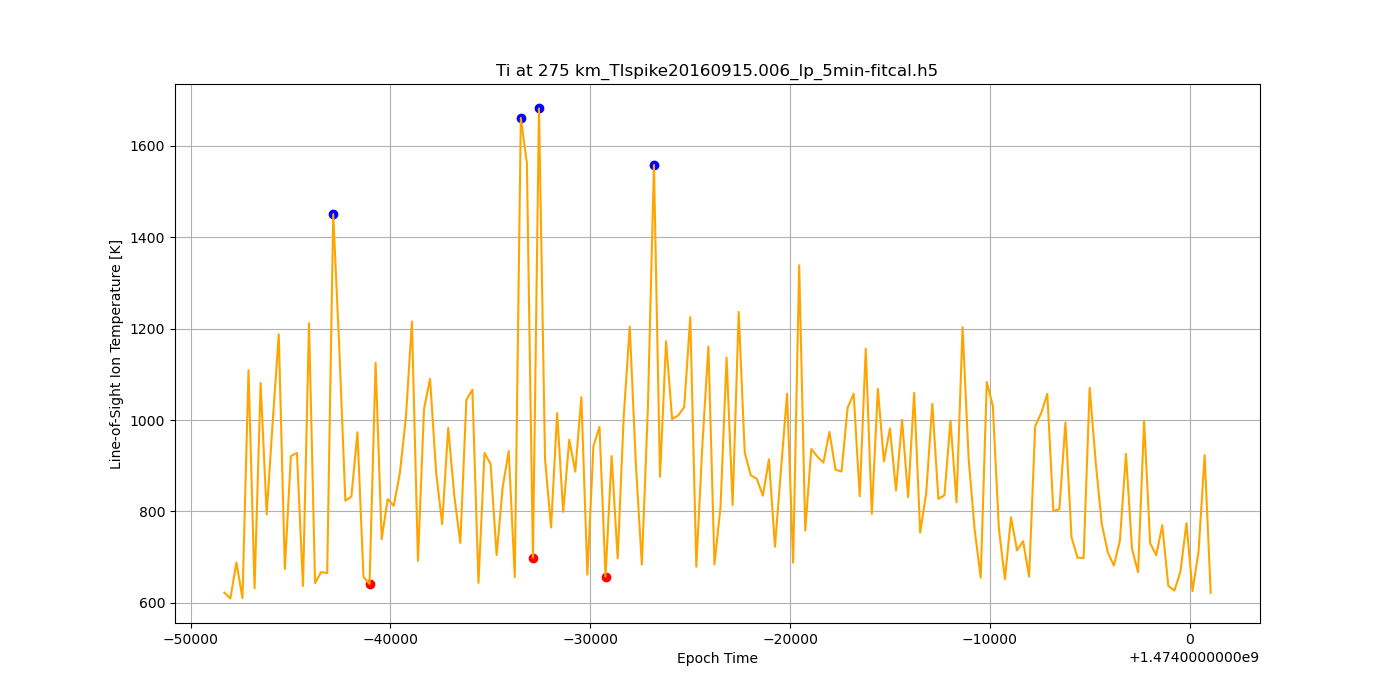 Ti at 275 km_TIspike20160915.006_lp_5min-fitcal.h5
Line-of-Sight Ion Temperature [K]
1600
1400
1200
1000
800
600
−50000 −40000 −30000 −20000 −10000 0
Epoch Time
+1.4740000000e9